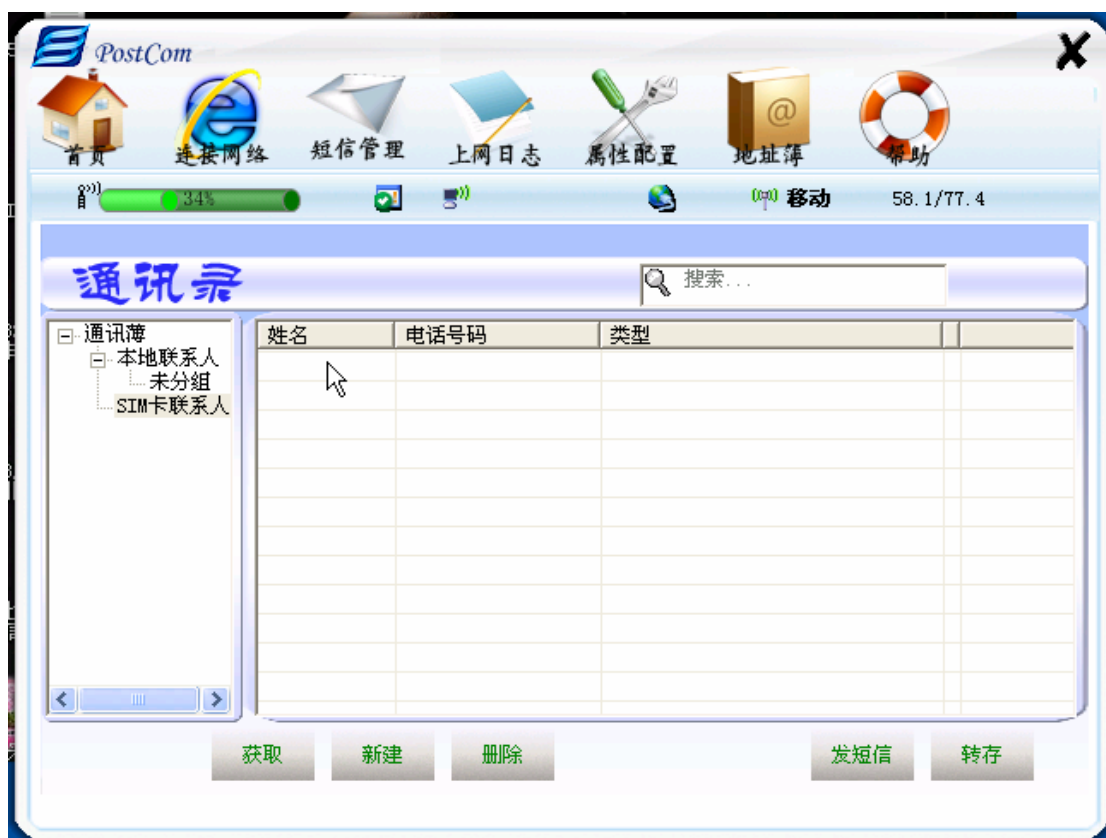 PostCom
首页
连接网络
短信管理
上网日志
属性配置
地址簿
帮助
34%
移动
58.1/77.4
通讯录
搜索...
通讯薄
本地联系人
未分组
SIM卡联系人
姓名
电话号码
类型
获取
新建
删除
发短信
转存